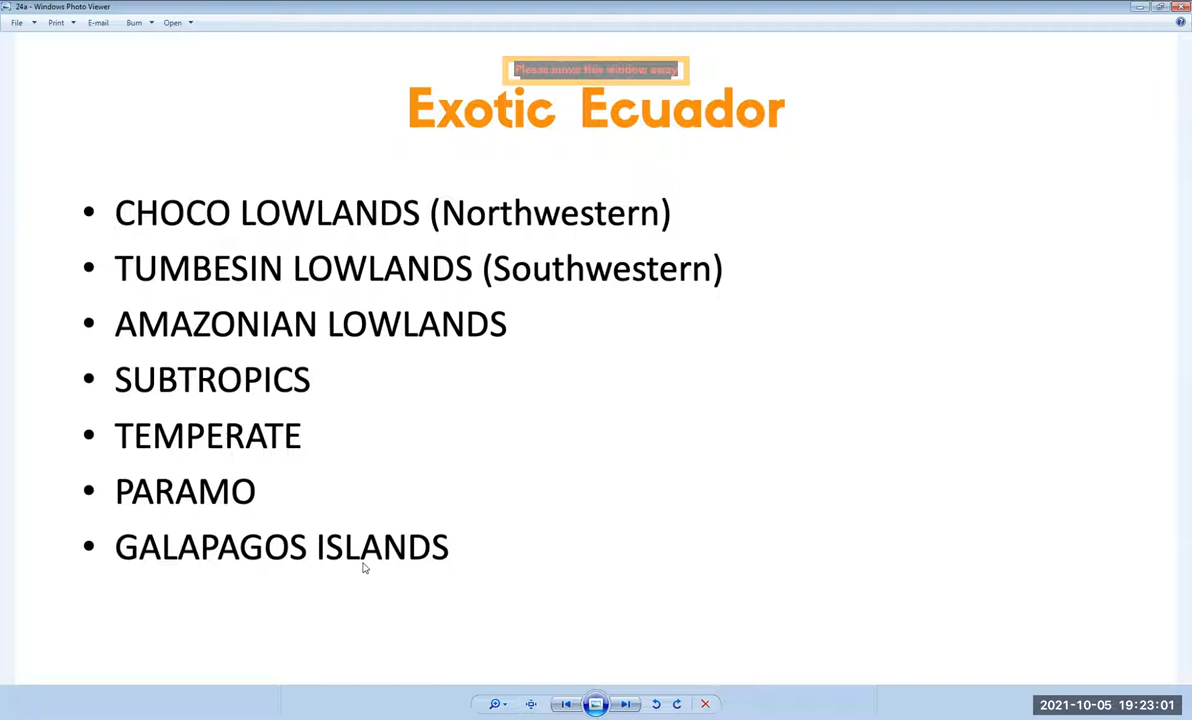 24a - Windows Photo Viewer
File Print E-mail Burn Open
Please move this window away
Exotic Ecuador
• CHOCO LOWLANDS (Northwestern)
• TUMBESIN LOWLANDS (Southwestern)
• AMAZONIAN LOWLANDS
• SUBTROPICS
• TEMPERATE
• PARAMO
• GALAPAGOS ISLANDS
2021-10-05 19:23:01